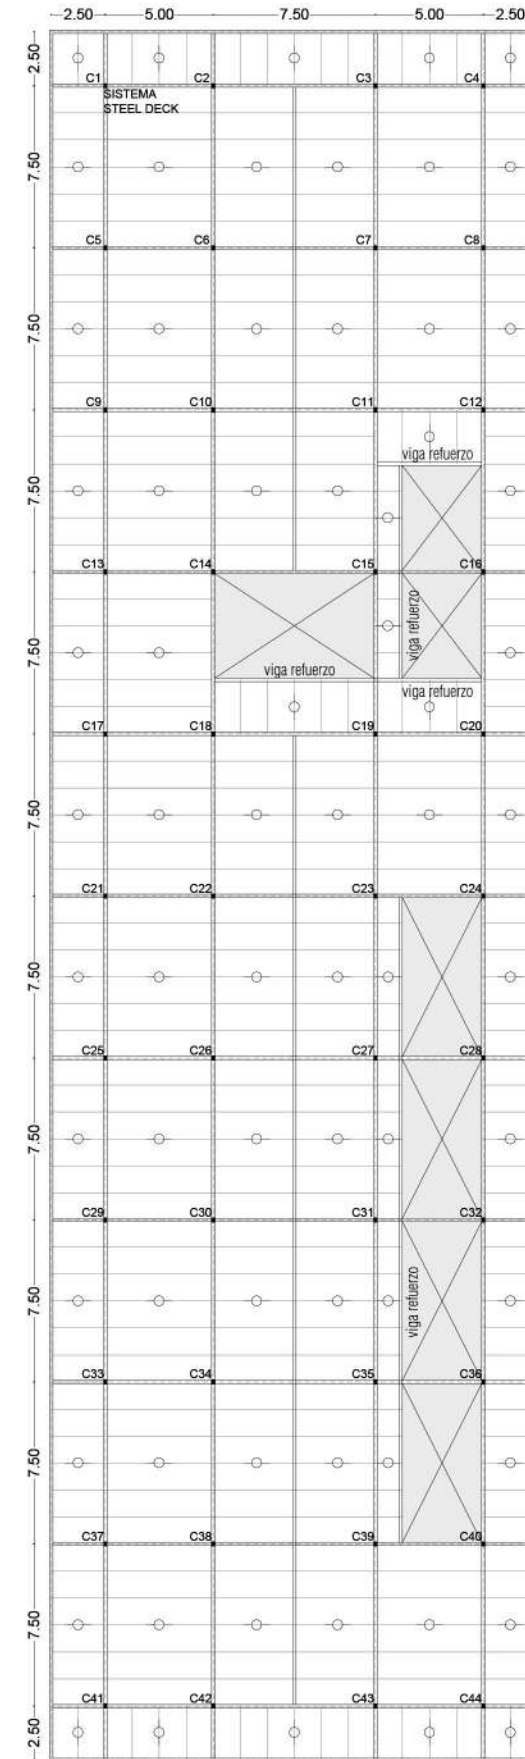 2.50 5.00 7.50 5.00 2.50
2.50
C1 C2 C3 C4
SISTEMA
STEEL DECK
7.50
C5 C6 C7 C8
7.50
C9 C10 C11 C12
viga refuerzo
7.50
C13 C14 C15 C16
viga refuerzo
7.50
viga refuerzo
viga refuerzo
C17 C18 C19 C20
7.50
C21 C22 C23 C24
7.50
C25 C26 C27 C28
7.50
C29 C30 C31 C32
viga refuerzo
7.50
C33 C34 C35 C36
7.50
C37 C38 C39 C40
7.50
C41 C42 C43 C44
2.50